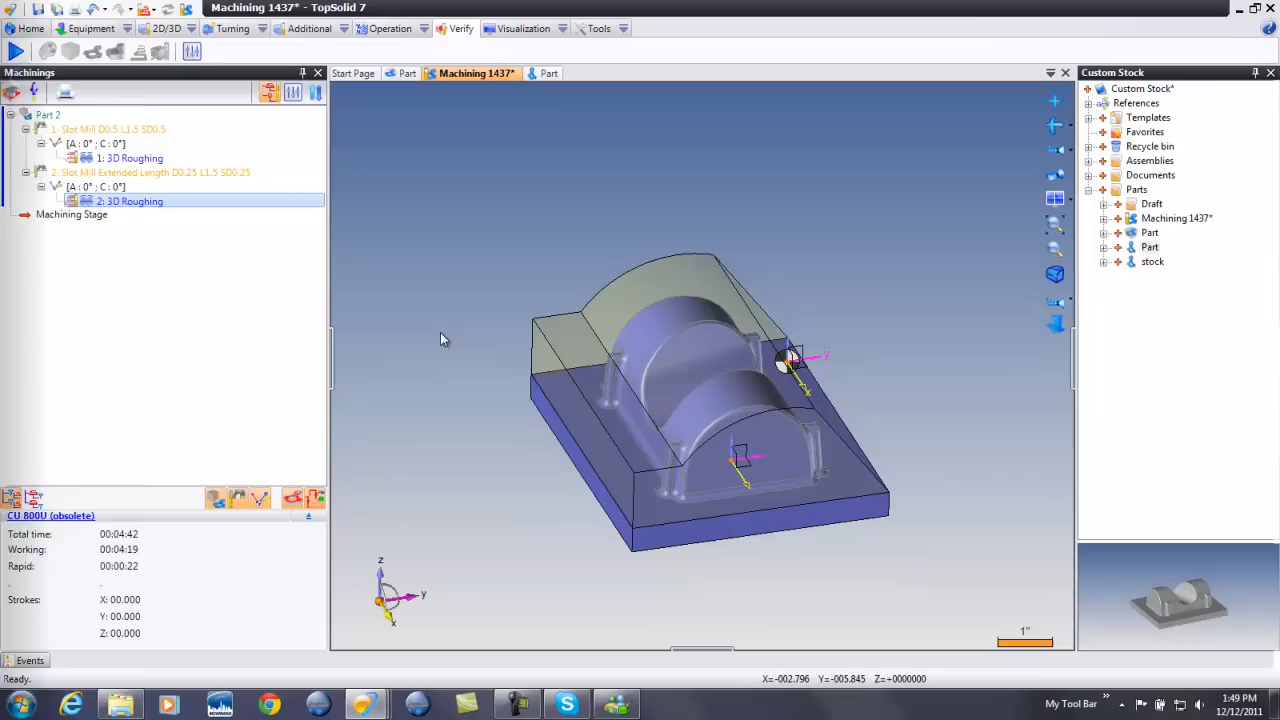 Machining 1437* - TopSolid 7
Home Equipment 2D/3D Turning Additional Operation Verify Visualization Tools
Machinings
Start Page Part Machining 1437* Part
Custom Stock
Part 2
1: Slot Mill D0.5 L1.5 SD0.5
[A : 0° ; C : 0°]
1: 3D Roughing
2: Slot Mill Extended Length D0.25 L1.5 SD0.25
[A : 0° ; C : 0°]
2: 3D Roughing
Machining Stage
Custom Stock*
References
Templates
Favorites
Recycle bin
Assemblies
Documents
Parts
Draft
Machining 1437*
Part
Part
stock
y
x
z
y
x
1"
CU 800U (obsolete)
Total time: 00:04:42
Working: 00:04:19
Rapid: 00:00:22
. .
Strokes: X: 00.000
Y: 00.000
Z: 00.000
Events
Ready.
X=-002.796 Y=-005.845 Z=+0000000
My Tool Bar
1:49 PM
12/12/2011